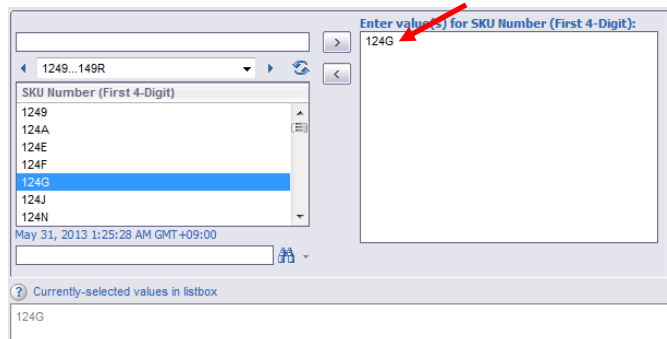 Enter value(s) for SKU Number (First 4-Digit):
124G
1249...149R
SKU Number (First 4-Digit)
1249
124A
124E
124F
124G
124J
124N
May 31, 2013 1:25:28 AM GMT+09:00
Currently-selected values in listbox
124G